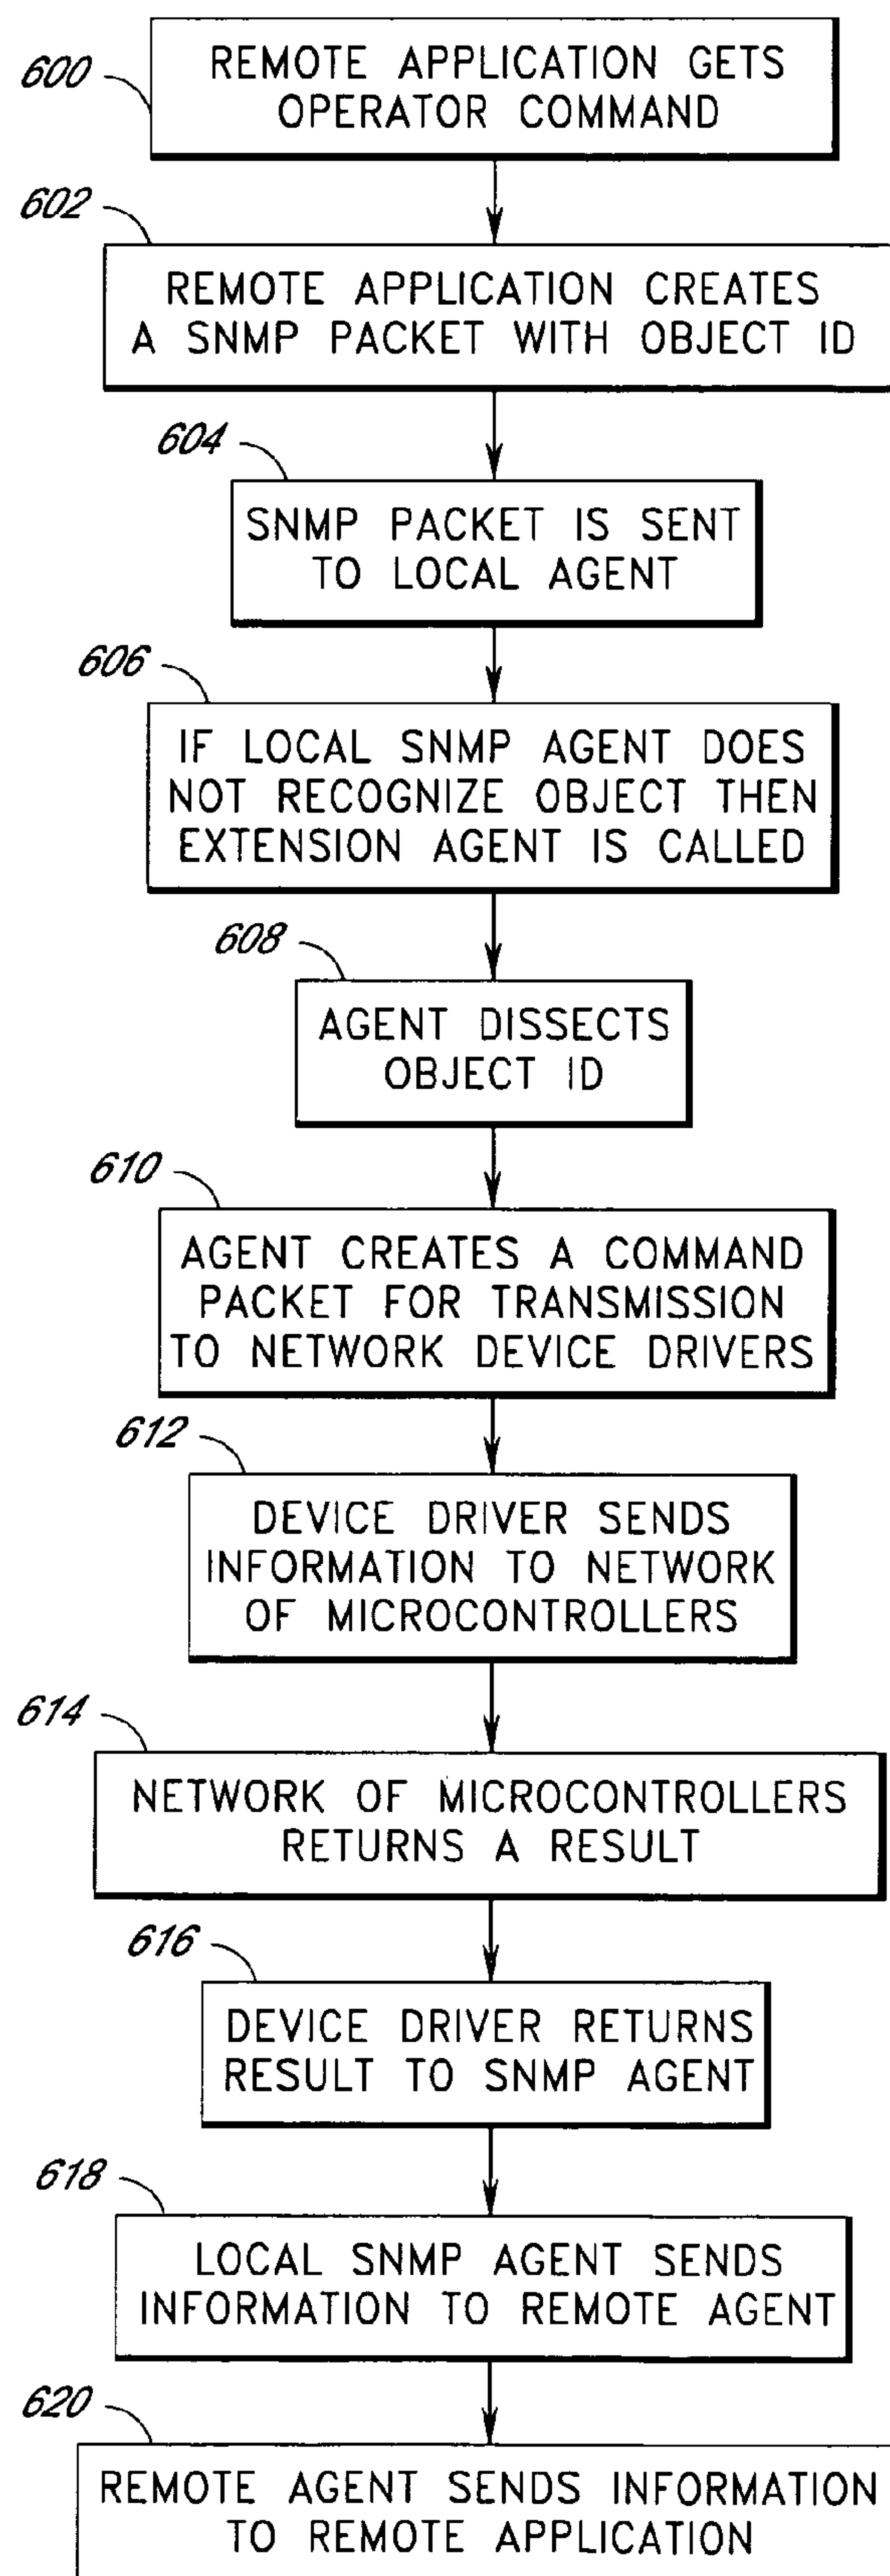 600
REMOTE APPLICATION GETS
OPERATOR COMMAND
602
REMOTE APPLICATION CREATES
A SNMP PACKET WITH OBJECT ID
604
SNMP PACKET IS SENT
TO LOCAL AGENT
606
IF LOCAL SNMP AGENT DOES
NOT RECOGNIZE OBJECT THEN
EXTENSION AGENT IS CALLED
608
AGENT DISSECTS
OBJECT ID
610
AGENT CREATES A COMMAND
PACKET FOR TRANSMISSION
TO NETWORK DEVICE DRIVERS
612
DEVICE DRIVER SENDS
INFORMATION TO NETWORK
OF MICROCONTROLLERS
614
NETWORK OF MICROCONTROLLERS
RETURNS A RESULT
616
DEVICE DRIVER RETURNS
RESULT TO SNMP AGENT
618
LOCAL SNMP AGENT SENDS
INFORMATION TO REMOTE AGENT
620
REMOTE AGENT SENDS INFORMATION
TO REMOTE APPLICATION